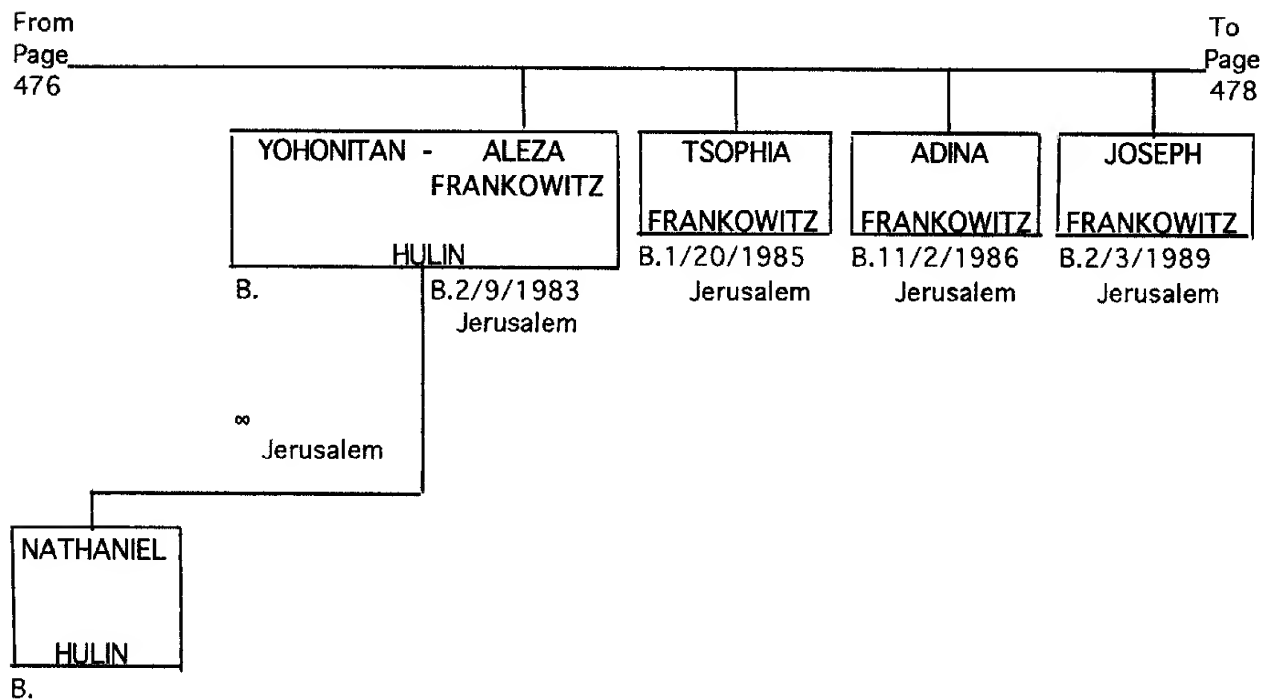 From
Page
476
To
Page
478
YOHONITAN - ALEZA
FRANKOWITZ
HULIN
B. B.2/9/1983
Jerusalem
TSOPHIA
FRANKOWITZ
B.1/20/1985
Jerusalem
ADINA
FRANKOWITZ
B.11/2/1986
Jerusalem
JOSEPH
FRANKOWITZ
B.2/3/1989
Jerusalem
∞
Jerusalem
NATHANIEL
HULIN
B.